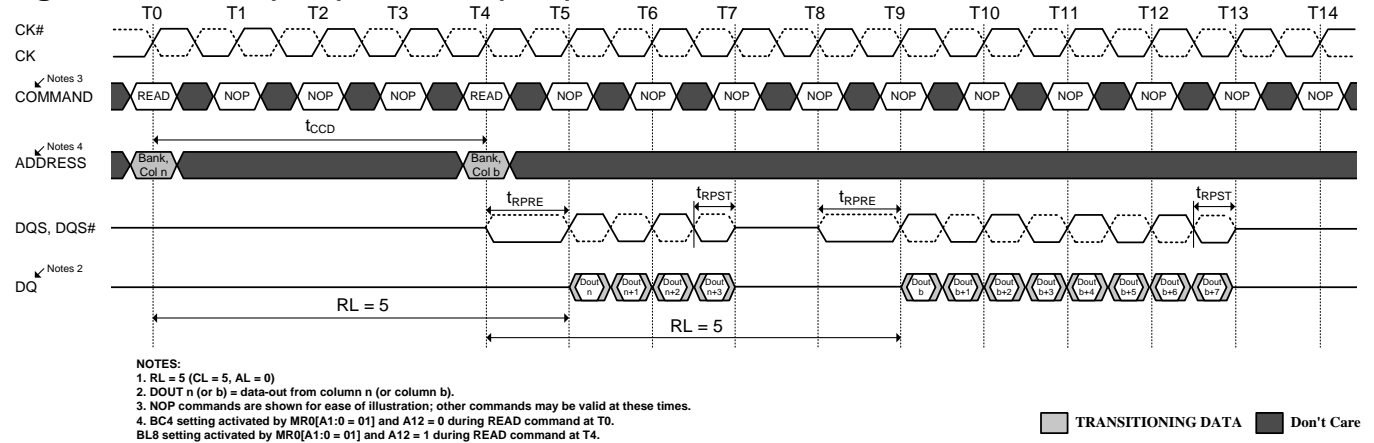 T0 T1 T2 T3 T4 T5 T6 T7 T8 T9 T10 T11 T12 T13 T14
CK#
CK
Notes 3
COMMAND READ NOP NOP NOP READ NOP NOP NOP NOP NOP NOP NOP NOP NOP NOP
tCCD
Notes 4
ADDRESS
Bank, Col n
Bank, Col b
tRPRE tRPST tRPRE tRPST
DQS, DQS#
Notes 2
DQ
Dout n
Dout n+1
Dout n+2
Dout n+3
Dout b
Dout b+1
Dout b+2
Dout b+3
Dout b+4
Dout b+5
Dout b+6
Dout b+7
RL = 5
RL = 5
NOTES:
1. RL = 5 (CL = 5, AL = 0)
2. DOUT n (or b) = data-out from column n (or column b).
3. NOP commands are shown for ease of illustration; other commands may be valid at these times.
4. BC4 setting activated by MR0[A1:0 = 01] and A12 = 0 during READ command at T0.
BL8 setting activated by MR0[A1:0 = 01] and A12 = 1 during READ command at T4.
TRANSITIONING DATA Don't Care